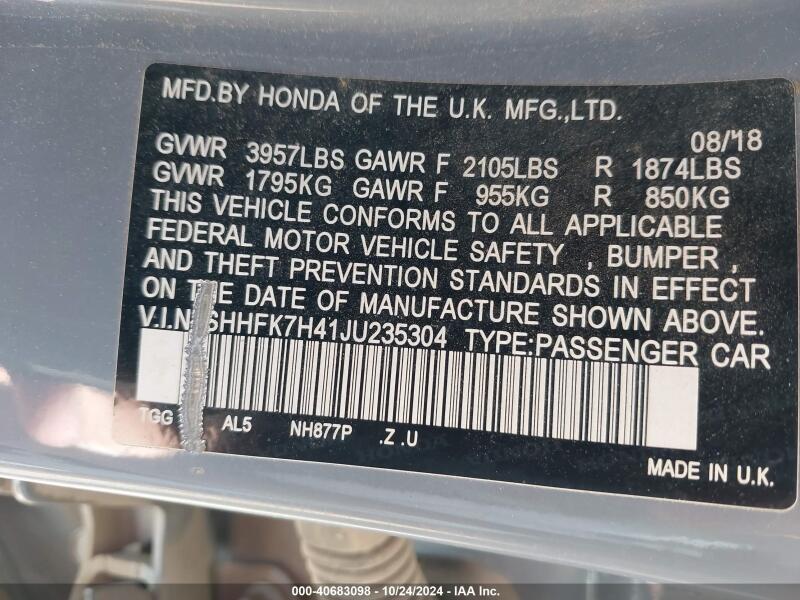 MFD.BY HONDA OF THE U.K. MFG.,LTD.
08/'18
GVWR 3957LBS GAWR F 2105LBS R 1874LBS
GVWR 1795KG GAWR F 955KG R 850KG
THIS VEHICLE CONFORMS TO ALL APPLICABLE
FEDERAL MOTOR VEHICLE SAFETY , BUMPER ,
AND THEFT PREVENTION STANDARDS IN EFFECT
ON THE DATE OF MANUFACTURE SHOWN ABOVE.
V.I.N. SHHFK7H41JU235304 TYPE:PASSENGER CAR
TGG AL5 NH877P .Z .U
MADE IN U.K.
000-40683098 - 10/24/2024 - IAA Inc.